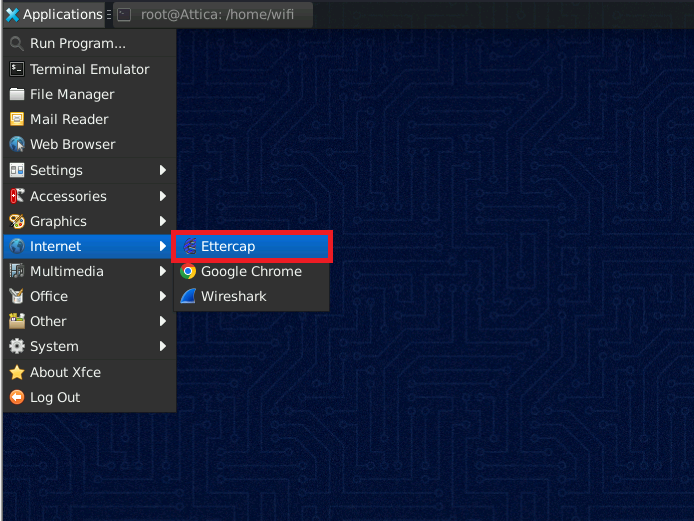 Applications
root@Attica: /home/wifi
Run Program...
Terminal Emulator
File Manager
Mail Reader
Web Browser
Settings
Accessories
Graphics
Internet
Ettercap
Multimedia
Google Chrome
Office
Wireshark
Other
System
About Xfce
Log Out